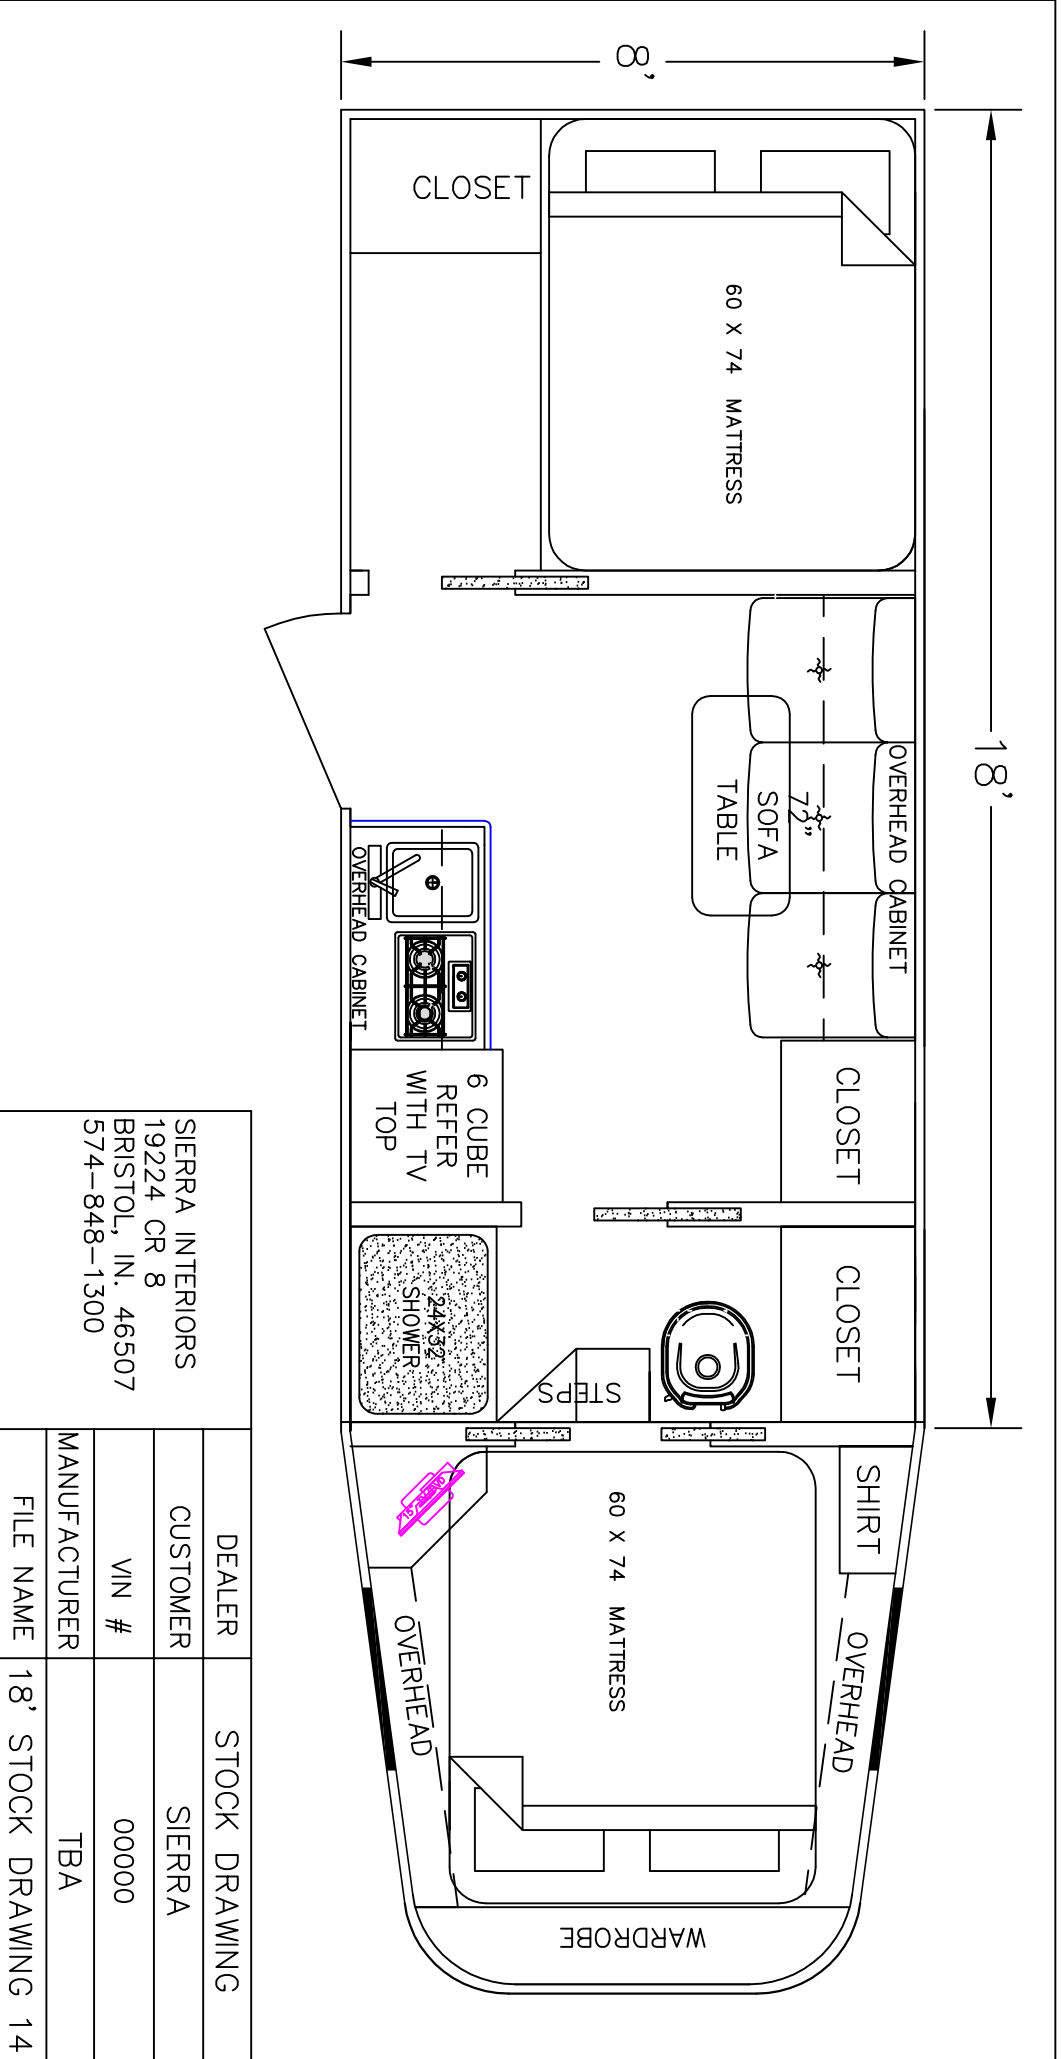 18'
8'
CLOSET
60 X 74 MATTRESS
OVERHEAD CABINET
72"
SOFA
TABLE
OVERHEAD CABINET
6 CUBE
REFER
WITH TV
TOP
CLOSET
CLOSET
24X32
SHOWER
STEPS
SHIRT
OVERHEAD
60 X 74 MATTRESS
OVERHEAD
WARDROBE
SIERRA INTERIORS
19224 CR 8
BRISTOL, IN. 46507
574-848-1300
DEALER STOCK DRAWING
CUSTOMER SIERRA
VIN # 00000
MANUFACTURER TBA
FILE NAME 18' STOCK DRAWING 14